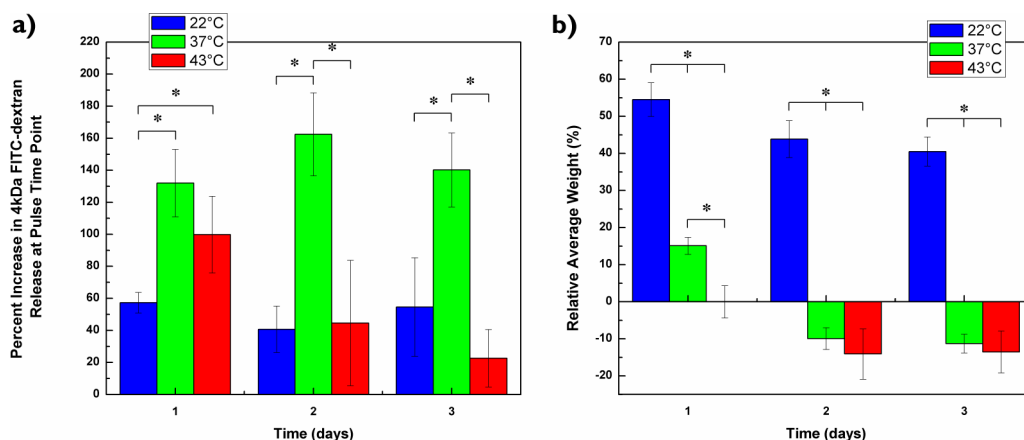 a)
22°C
37°C
43°C
220
200
180
160
140
120
100
80
60
40
20
0
Percent Increase in 4kDa FITC-dextran
Release at Pulse Time Point
* * * * * *
1 2 3
Time (days)
b)
22°C
37°C
43°C
70
60
50
40
30
20
10
0
-10
-20
Relative Average Weight (%)
* * * *
1 2 3
Time (days)